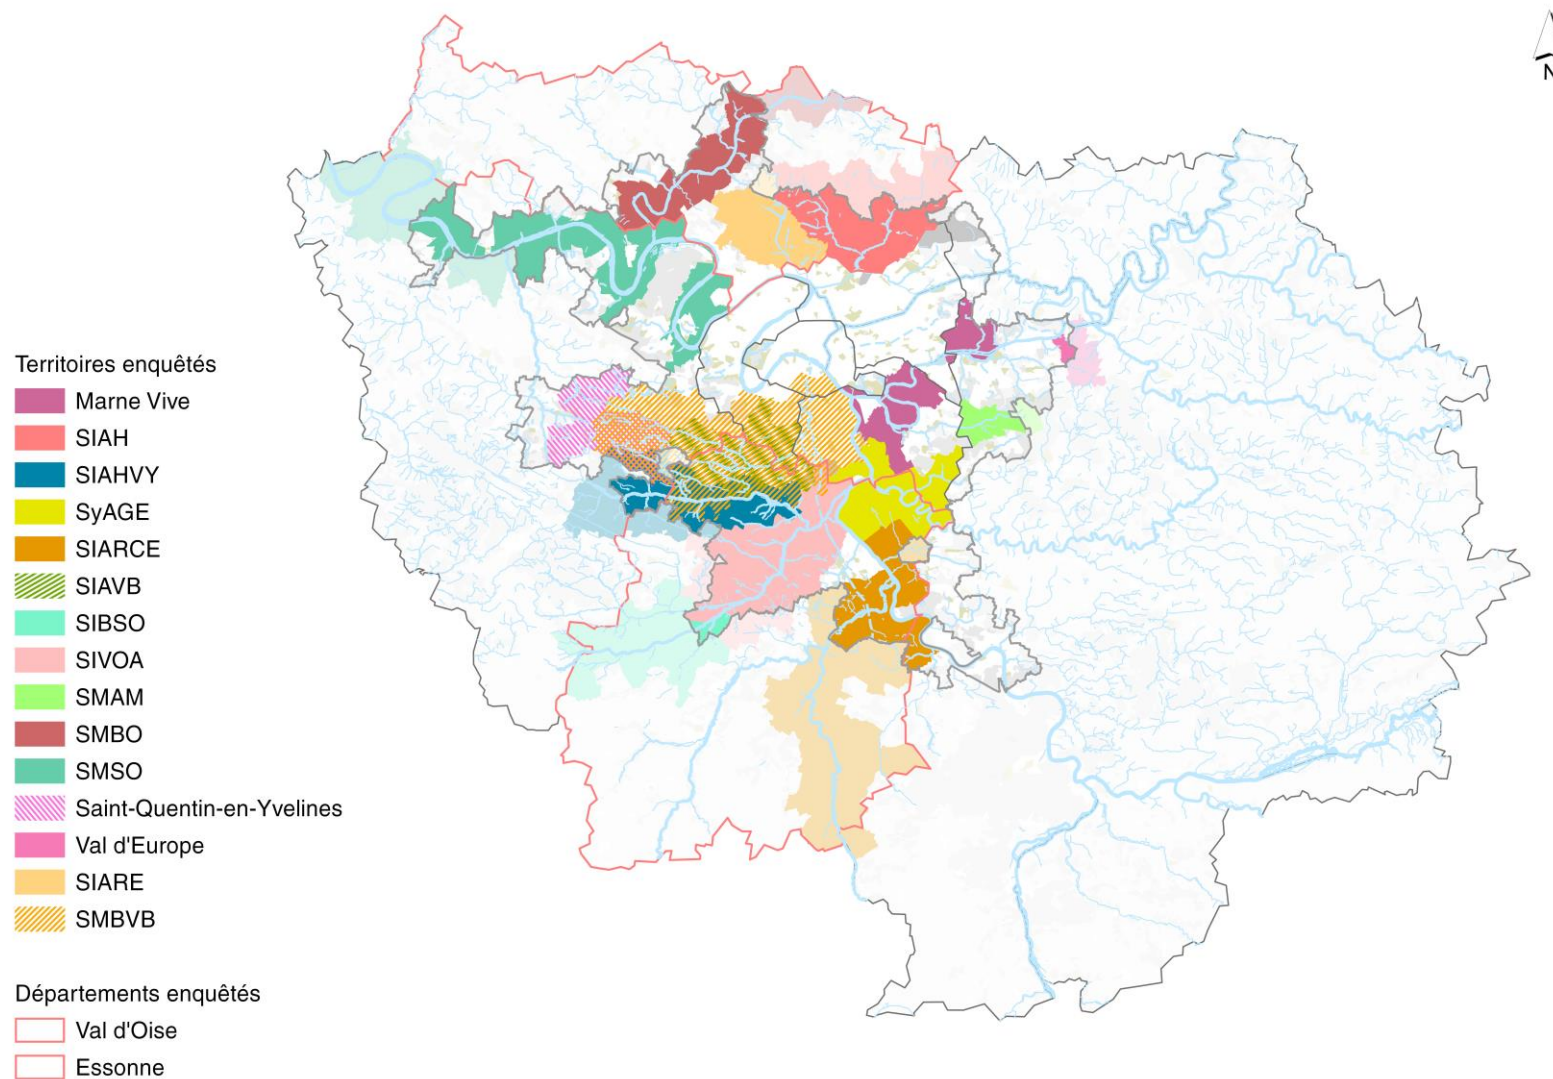 N
Territoires enquêtés
Marne Vive
SIAH
SIAHVY
SyAGE
SIARCE
SIAVB
SIBSO
SIVOA
SMAM
SMBO
SMSO
Saint-Quentin-en-Yvelines
Val d'Europe
SIARE
SMBVB
Départements enquêtés
Val d'Oise
Essonne